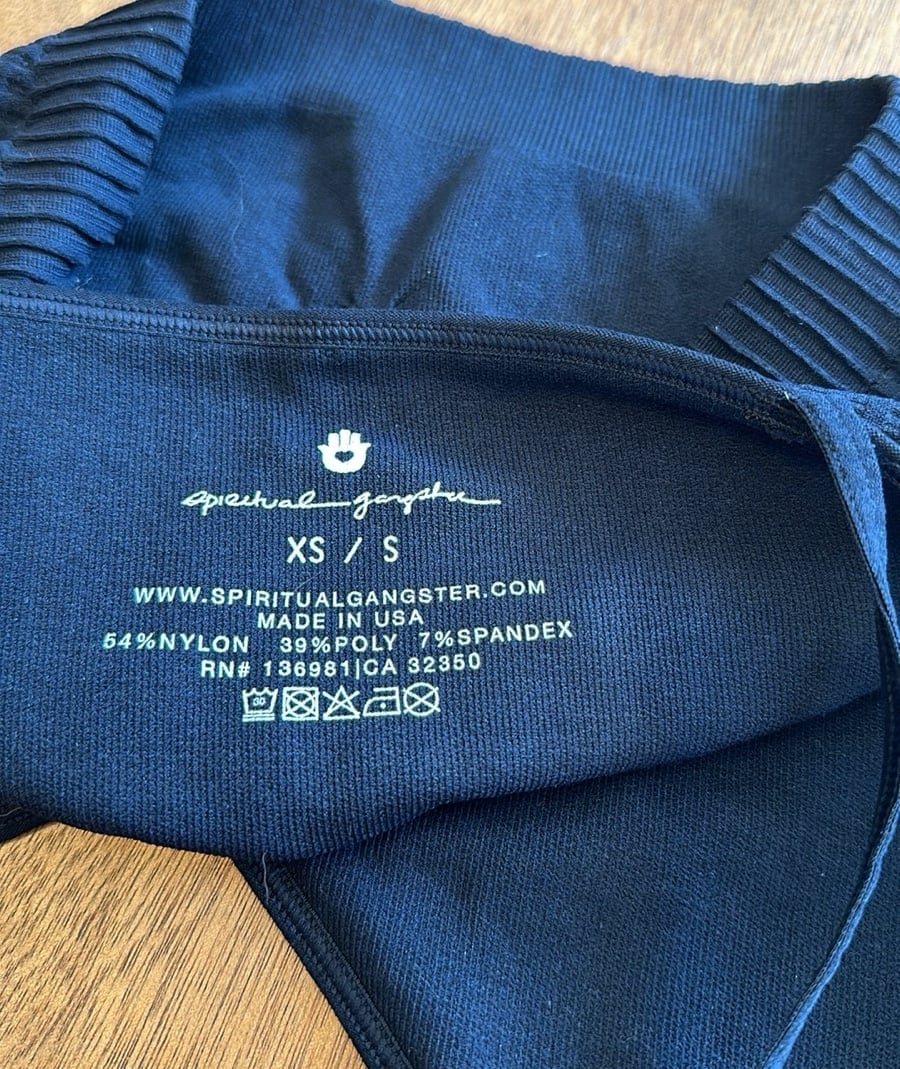 spiritual gangster
XS / S
WWW.SPIRITUALGANGSTER.COM
MADE IN USA
54%NYLON 39%POLY 7%SPANDEX
RN# 136981|CA 32350
30